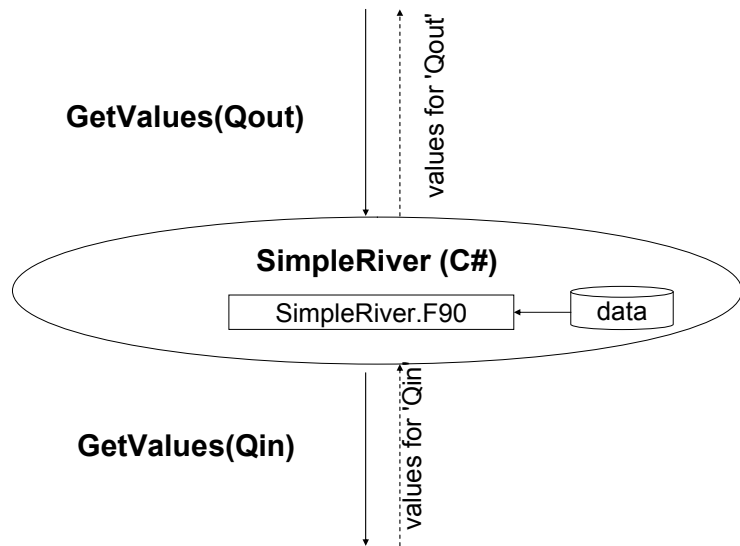 GetValues(Qout)
values for 'Qout'
SimpleRiver (C#)
SimpleRiver.F90
data
GetValues(Qin)
values for 'Qin'